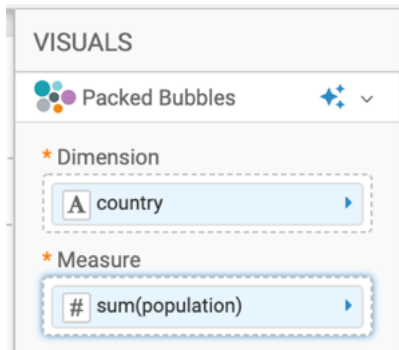 VISUALS
Packed Bubbles
* Dimension
A country
* Measure
# sum(population)